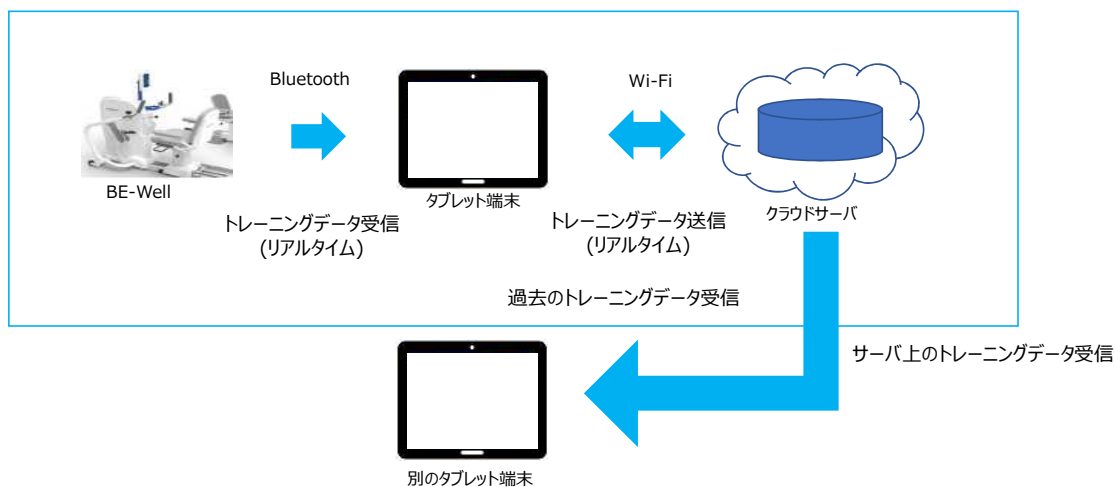 Bluetooth
Wi-Fi
BE-Well
タブレット端末
クラウドサーバ
トレーニングデータ受信
(リアルタイム)
トレーニングデータ送信
(リアルタイム)
過去のトレーニングデータ受信
サーバ上のトレーニングデータ受信
別のタブレット端末